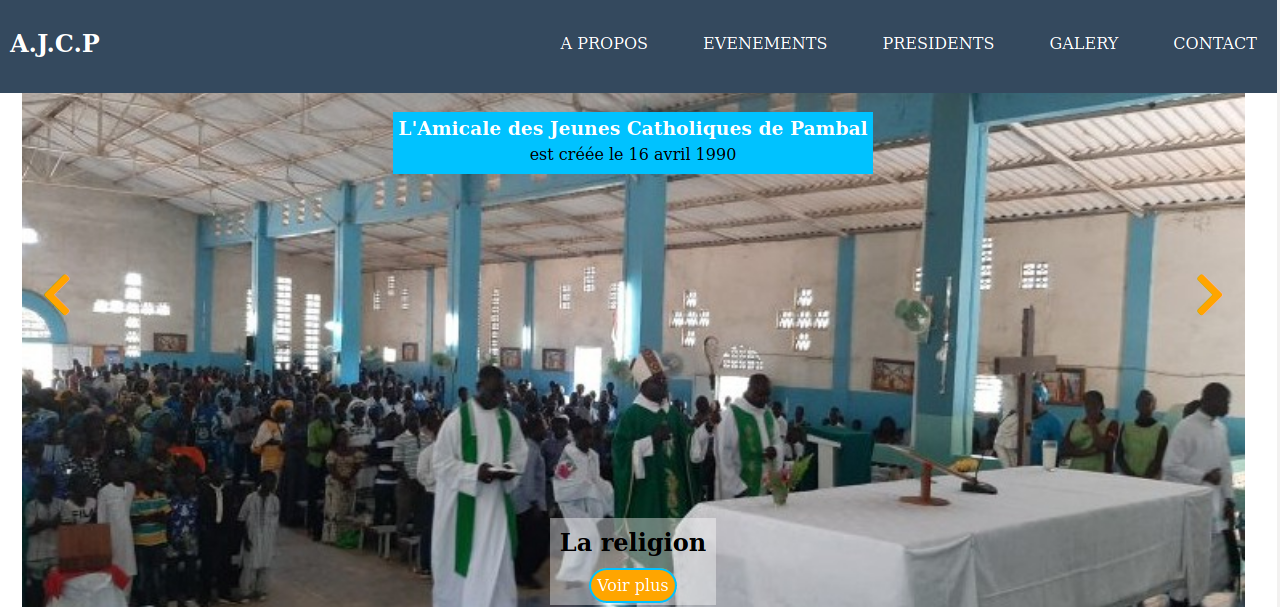 A.J.C.P
A PROPOS EVENEMENTS PRESIDENTS GALERY CONTACT
L'Amicale des Jeunes Catholiques de Pambal
est créée le 16 avril 1990
La religion
Voir plus